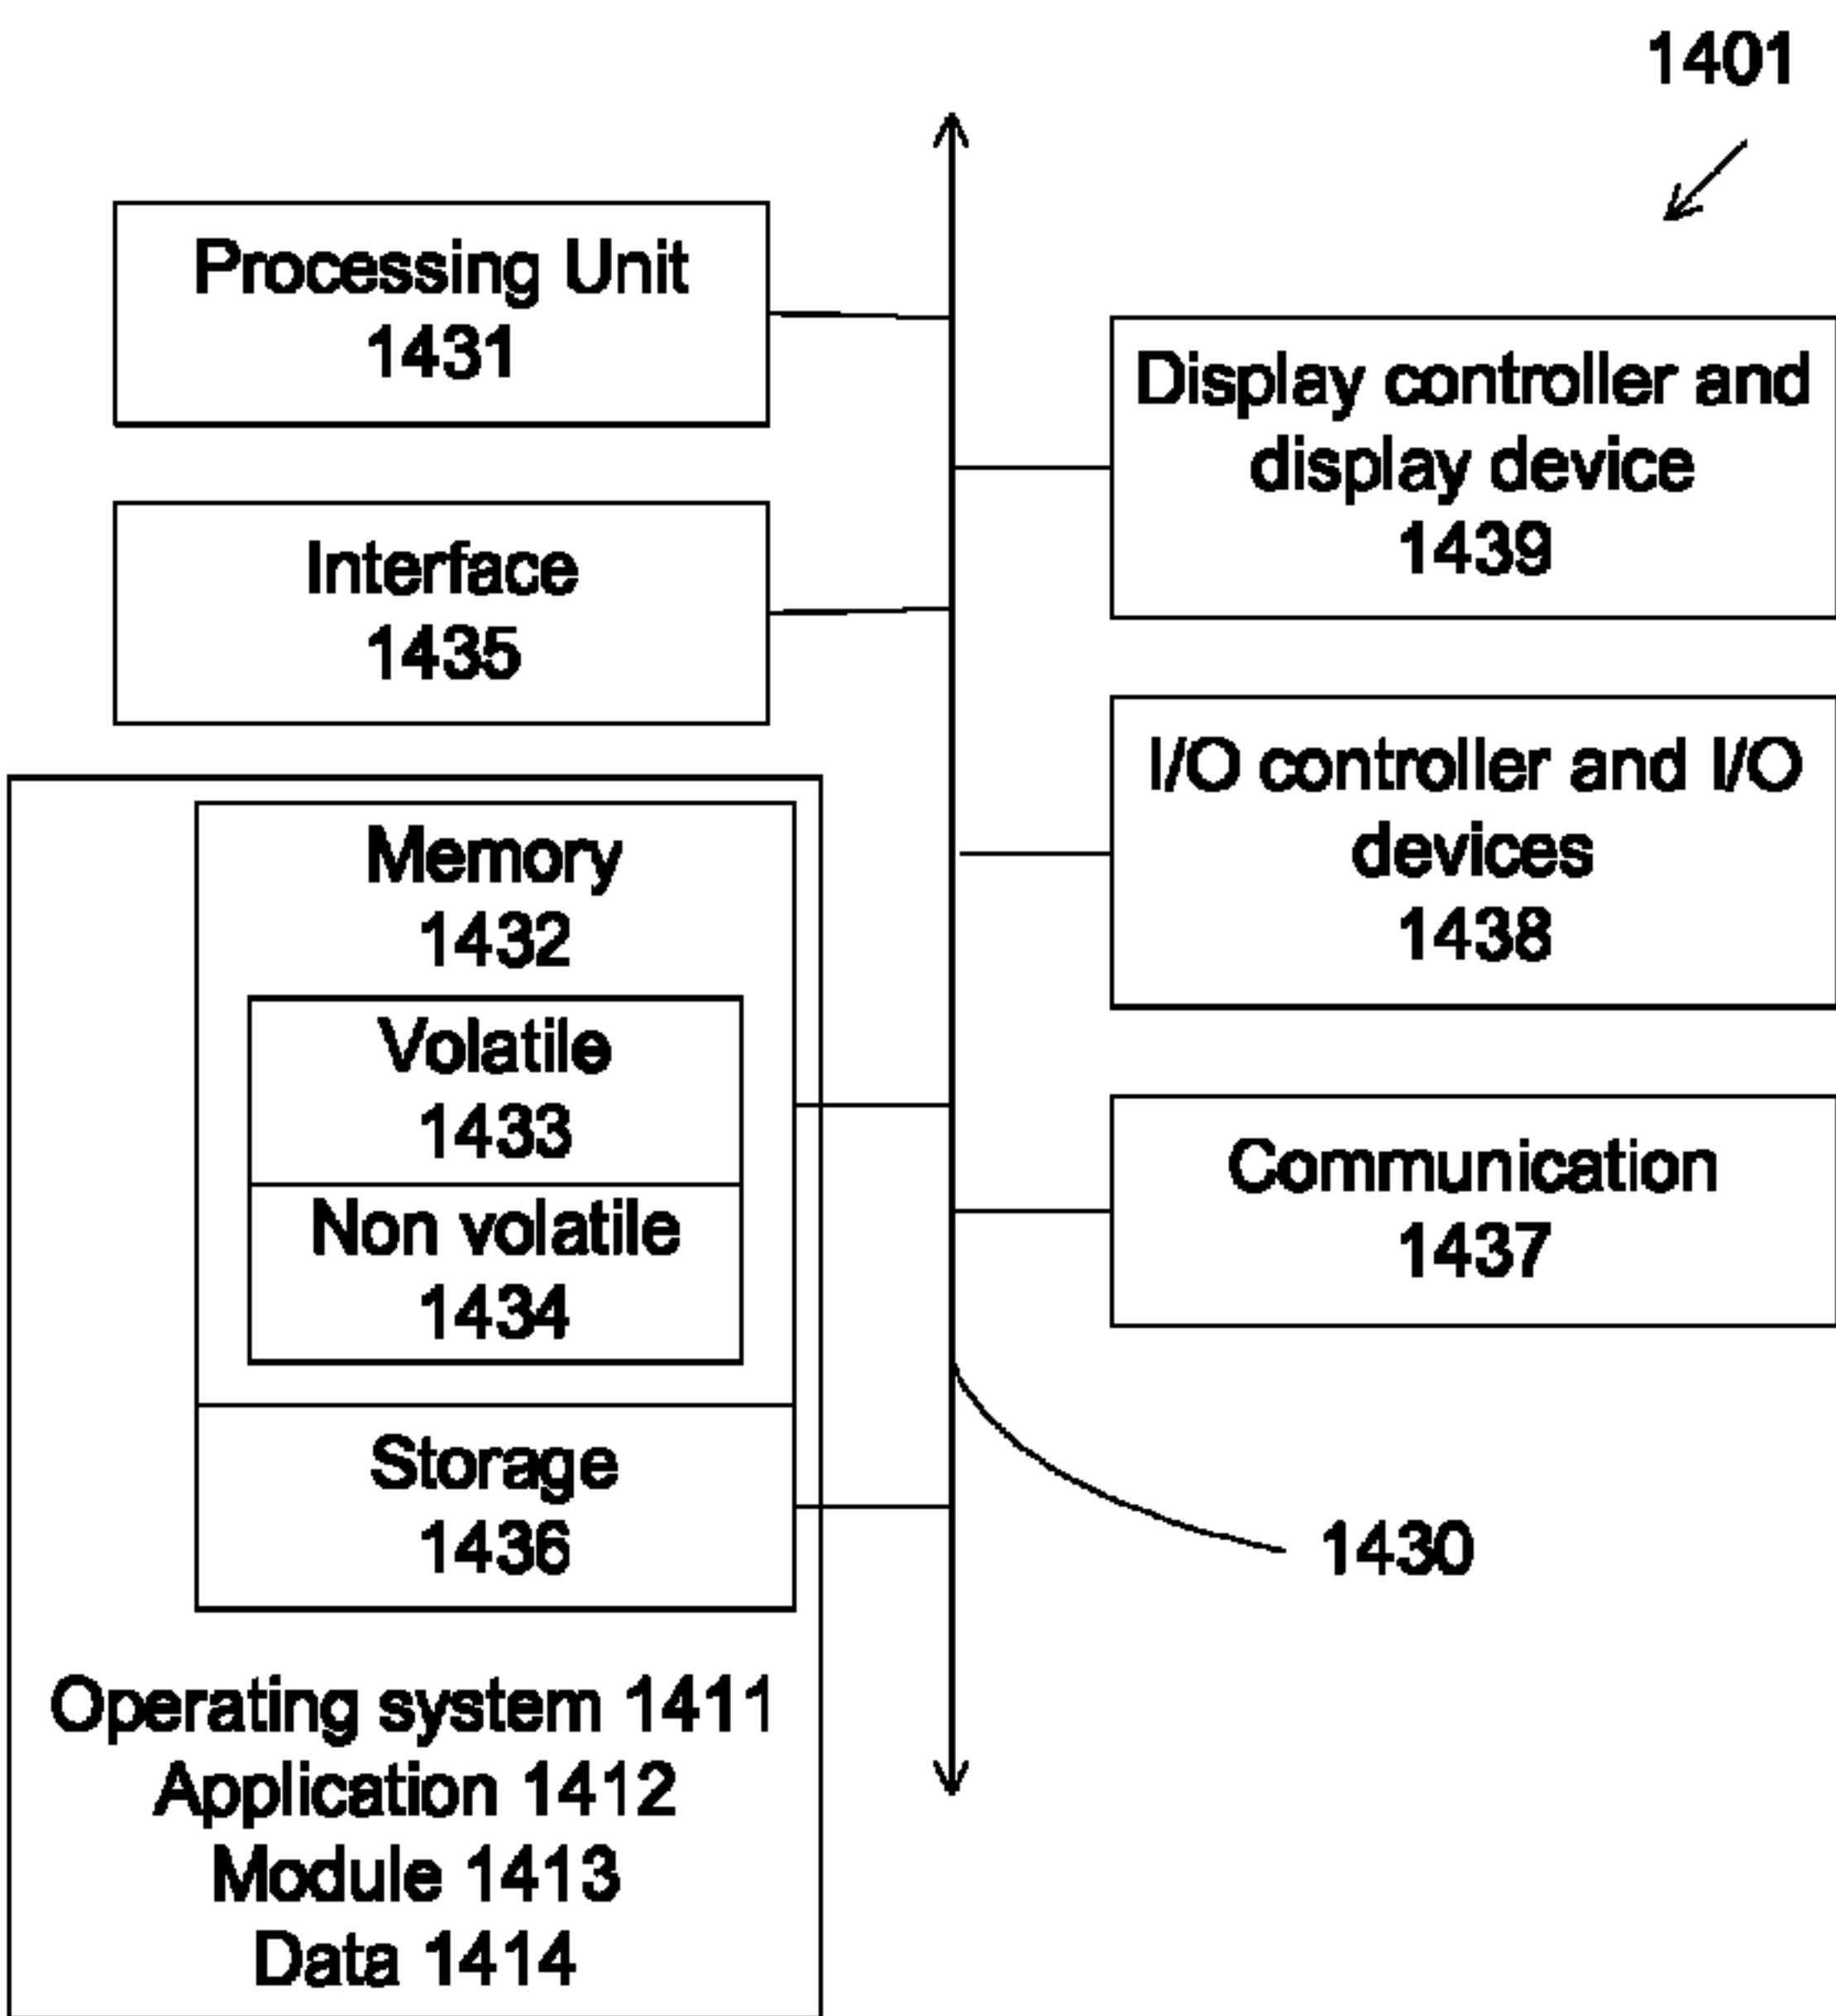 1401
Processing Unit
1431
Display controller and
display device
1439
Interface
1435
I/O controller and I/O
devices
1438
Memory
1432
Volatile
1433
Non volatile
1434
Communication
1437
Storage
1436
1430
Operating system 1411
Application 1412
Module 1413
Data 1414